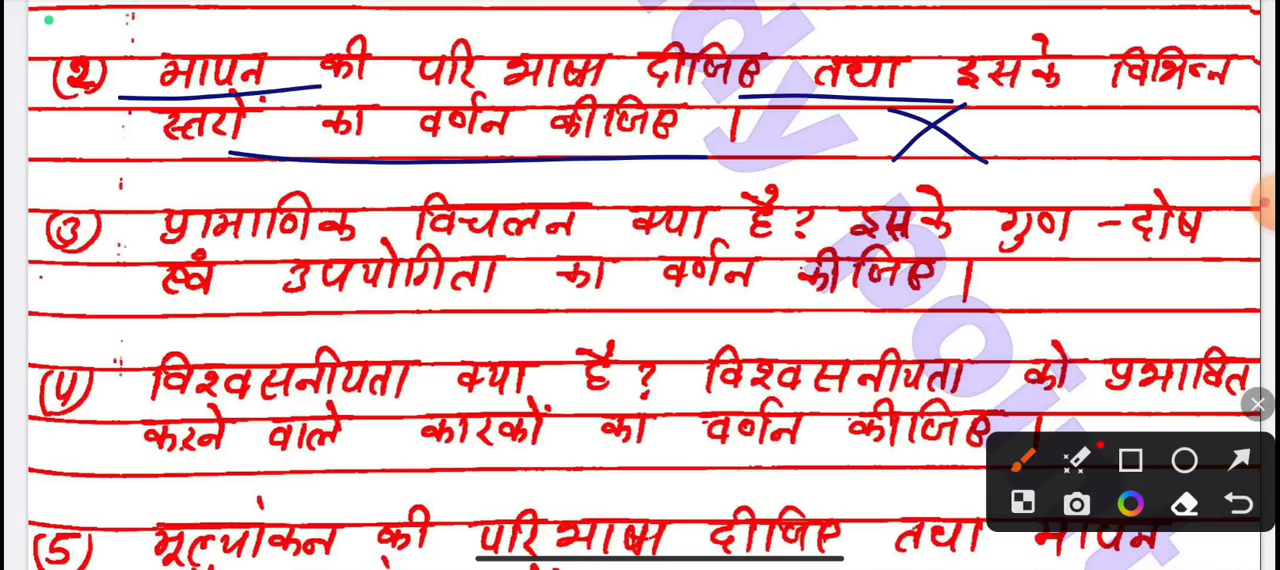 (2) मापन की परिभाषा दीजिए तथा इसके विभिन्न
स्तरों का वर्णन कीजिए ।
(3) प्रामाणिक विचलन क्या है? इसके गुण - दोष
एवं उपयोगिता का वर्णन कीजिए ।
(4) विश्वसनीयता क्या है? विश्वसनीयता को प्रभावित
करने वाले कारकों का वर्णन कीजिए ।
(5) मूल्यांकन की परिभाषा दीजिए तथा मापन